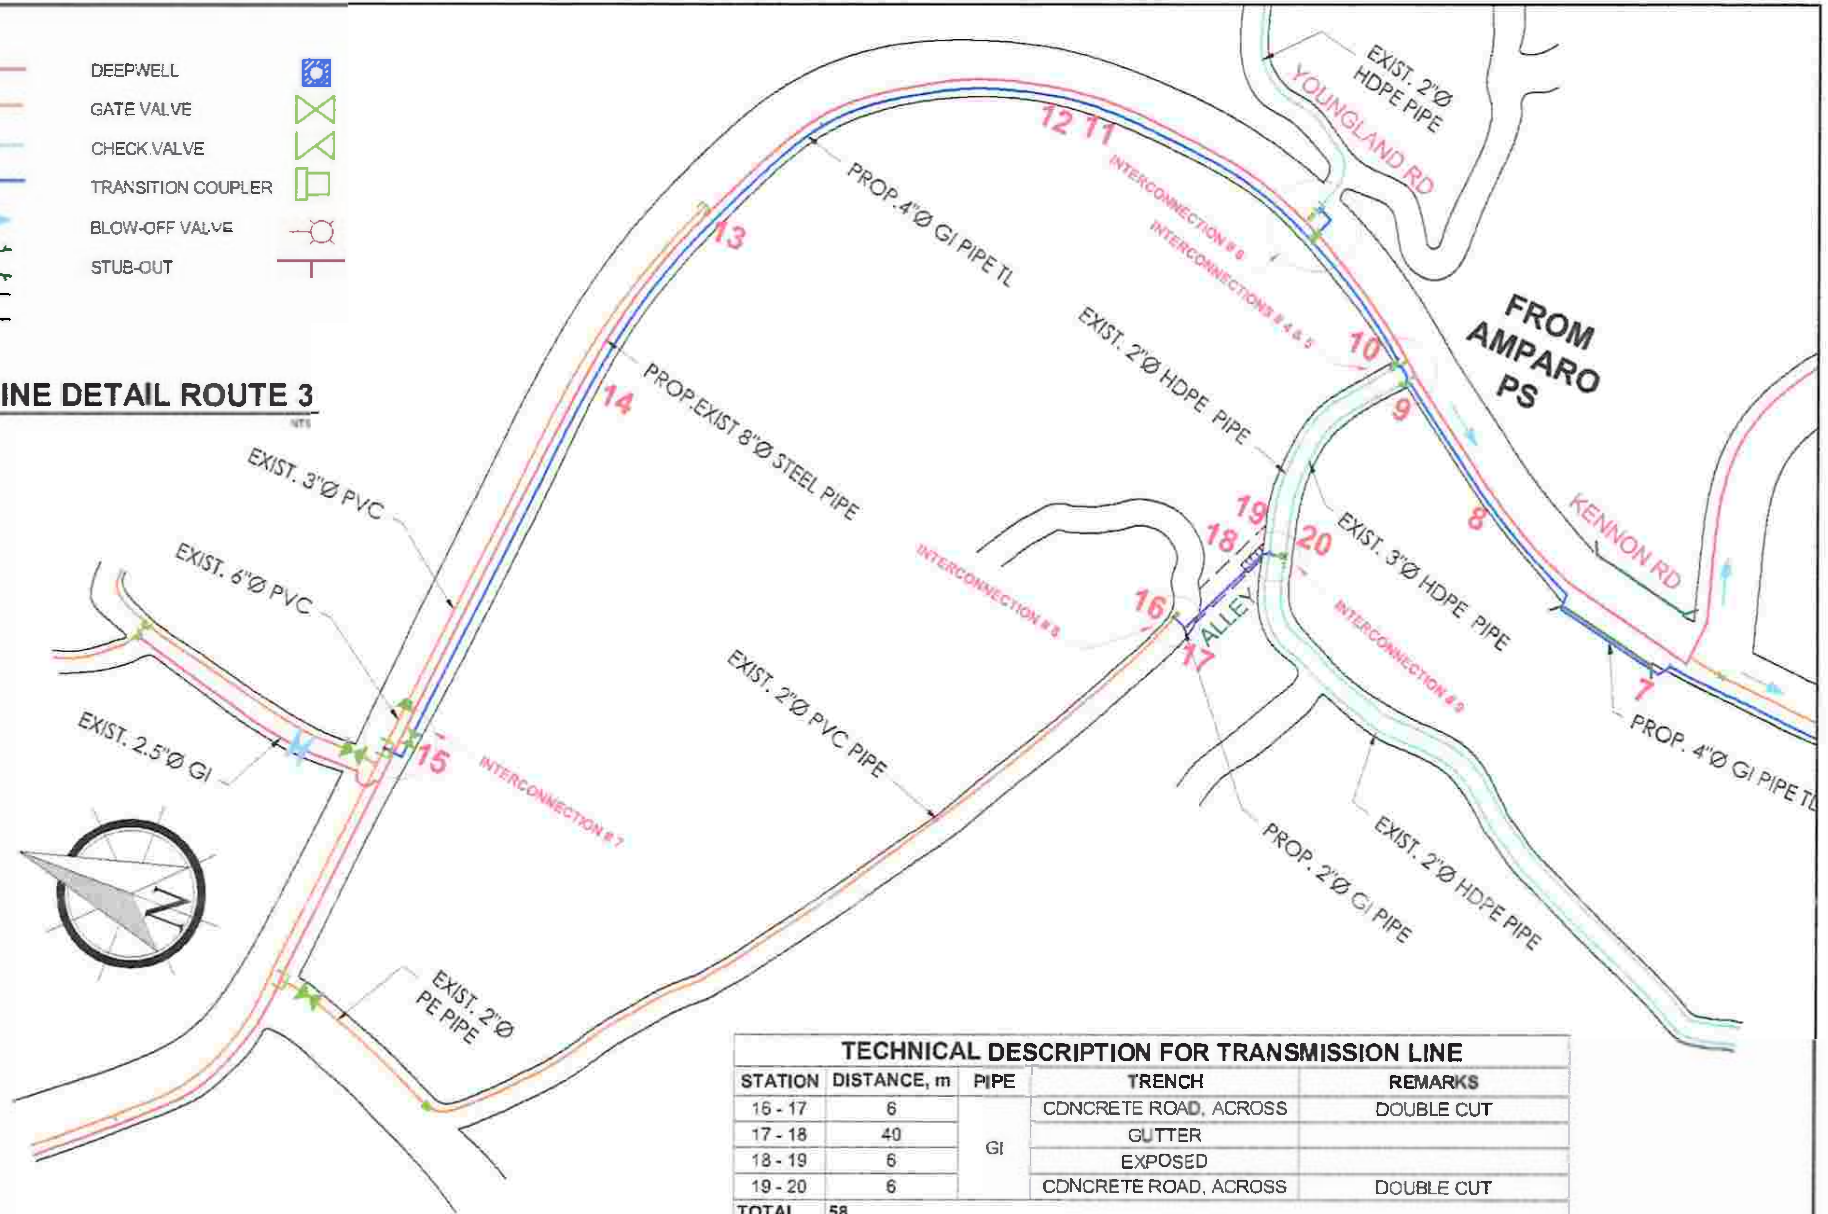 DEEPWELL
GATE VALVE
CHECK VALVE
TRANSITION COUPLER
BLOW-OFF VALVE
STUB-OUT
INE DETAIL ROUTE 3
NTS
EXIST. 2"Ø
HDPE PIPE
YOUNGLAND RD
12 11
INTERCONNECTION # 6
INTERCONNECTIONS # 4 & 5
13
PROP. 4"Ø GI PIPE TL
FROM
AMPARO
PS
EXIST. 2"Ø HDPE PIPE
10
9
14
PROP.EXIST 8"Ø STEEL PIPE
EXIST. 3"Ø PVC
EXIST. 6"Ø PVC
8
KENNON RD
19
18
20
EXIST. 3"Ø HDPE PIPE
16
ALLEY
17
INTERCONNECTION # 9
EXIST. 2"Ø PVC PIPE
7
PROP. 4"Ø GI PIPE TL
EXIST. 2.5"Ø GI
15
INTERCONNECTION # 7
PROP. 2"Ø GI PIPE
EXIST. 2"Ø HDPE PIPE
N
EXIST. 2"Ø
PE PIPE
TECHNICAL DESCRIPTION FOR TRANSMISSION LINE
STATION DISTANCE, m PIPE TRENCH REMARKS
16 - 17 6 CONCRETE ROAD, ACROSS DOUBLE CUT
17 - 18 40 GUTTER
GI
18 - 19 6 EXPOSED
19 - 20 6 CONCRETE ROAD, ACROSS DOUBLE CUT
TOTAL 58